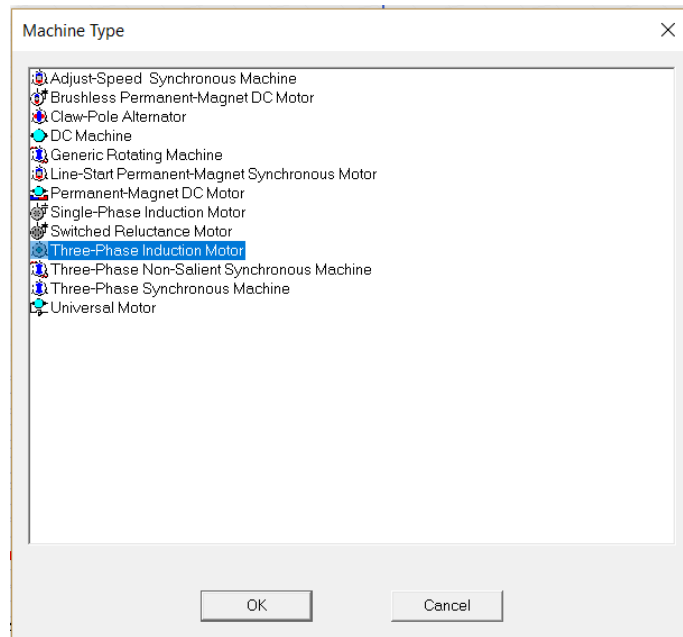 Machine Type
Adjust-Speed  Synchronous Machine
Brushless Permanent-Magnet DC Motor
Claw-Pole Alternator
DC Machine
Generic Rotating Machine
Line-Start Permanent-Magnet Synchronous Motor
Permanent-Magnet DC Motor
Single-Phase Induction Motor
Switched Reluctance Motor
Three-Phase Induction Motor
Three-Phase Non-Salient Synchronous Machine
Three-Phase Synchronous Machine
Universal Motor
OK Cancel